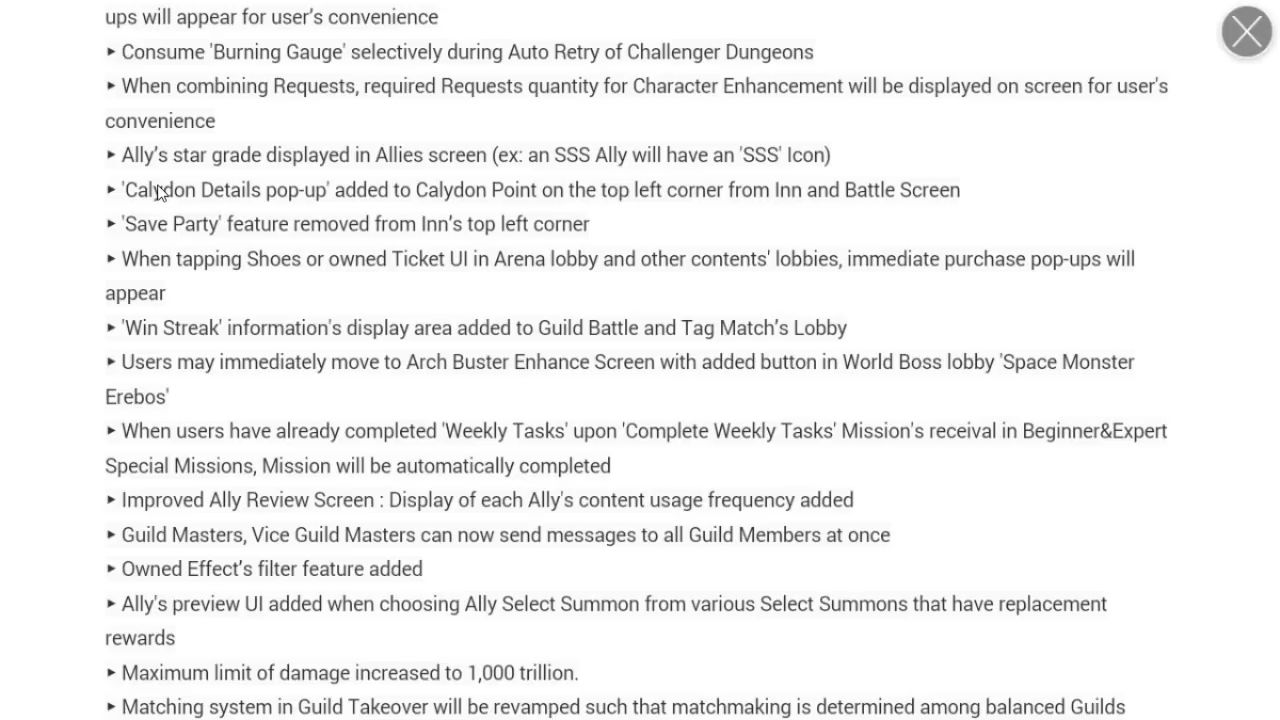 ups will appear for user's convenience
▸ Consume 'Burning Gauge' selectively during Auto Retry of Challenger Dungeons
▸ When combining Requests, required Requests quantity for Character Enhancement will be displayed on screen for user's
convenience
▸ Ally’s star grade displayed in Allies screen (ex: an SSS Ally will have an 'SSS' Icon)
▸ 'Calydon Details pop-up' added to Calydon Point on the top left corner from Inn and Battle Screen
▸ 'Save Party' feature removed from Inn’s top left corner
▸ When tapping Shoes or owned Ticket UI in Arena lobby and other contents' lobbies, immediate purchase pop-ups will
appear
▸ 'Win Streak' information's display area added to Guild Battle and Tag Match’s Lobby
▸ Users may immediately move to Arch Buster Enhance Screen with added button in World Boss lobby 'Space Monster
Erebos'
▸ When users have already completed 'Weekly Tasks' upon 'Complete Weekly Tasks' Mission's receival in Beginner&Expert
Special Missions, Mission will be automatically completed
▸ Improved Ally Review Screen : Display of each Ally's content usage frequency added
▸ Guild Masters, Vice Guild Masters can now send messages to all Guild Members at once
▸ Owned Effect’s filter feature added
▸ Ally's preview UI added when choosing Ally Select Summon from various Select Summons that have replacement
rewards
▸ Maximum limit of damage increased to 1,000 trillion.
▸ Matching system in Guild Takeover will be revamped such that matchmaking is determined among balanced Guilds